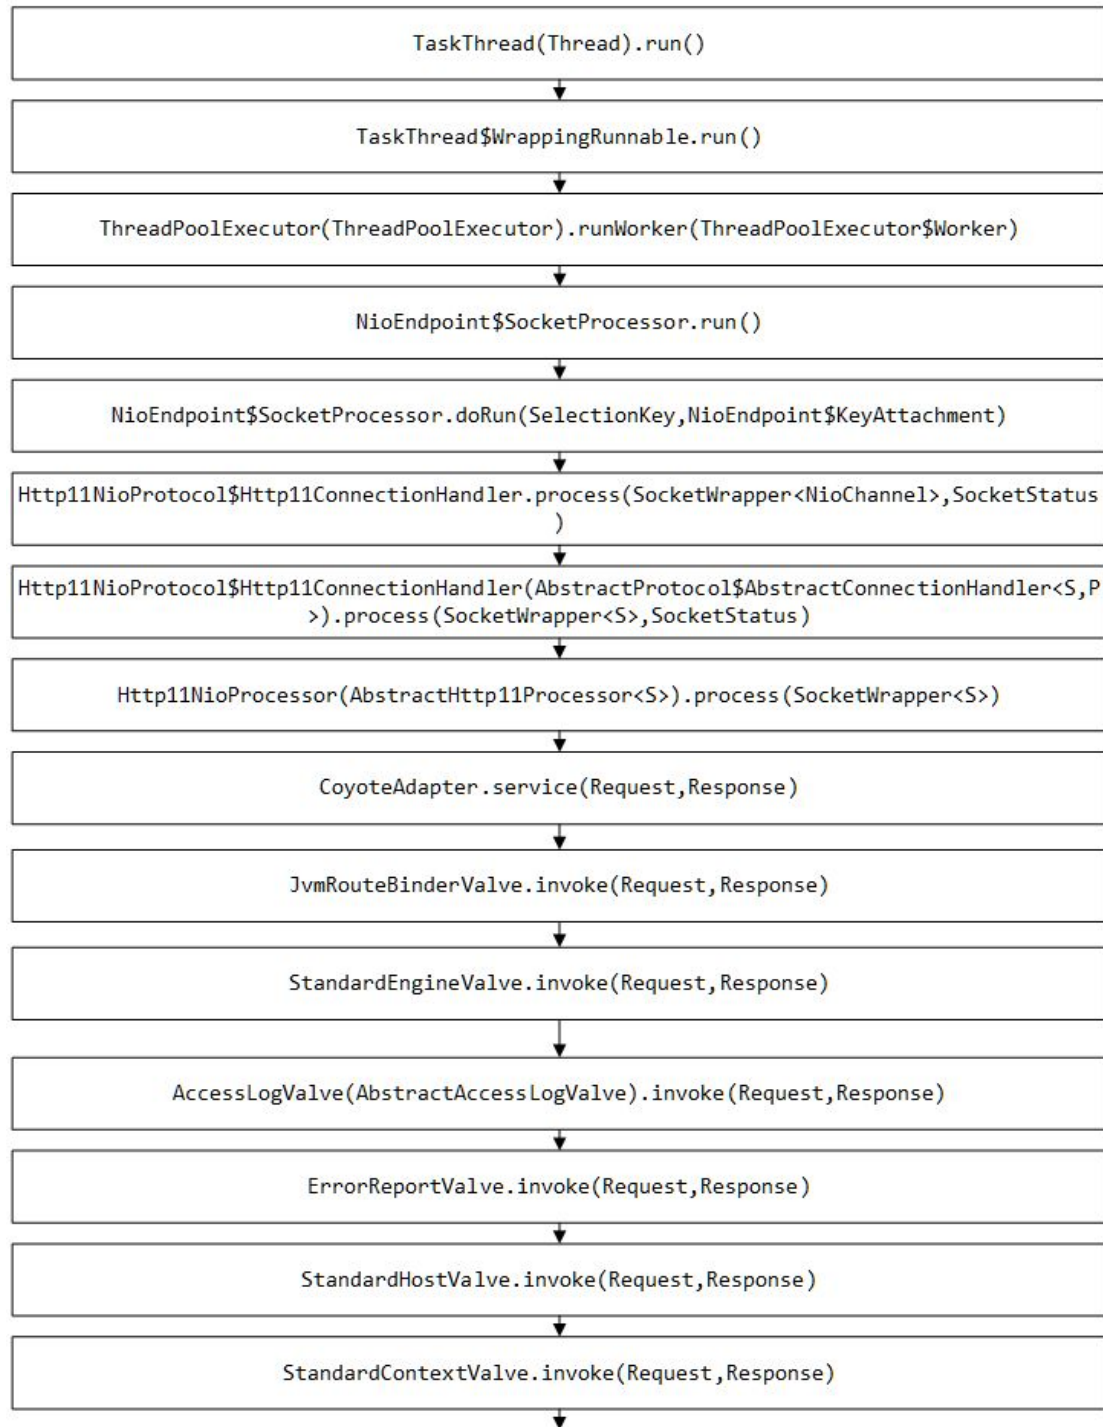 TaskThread(Thread).run()
TaskThread$WrappingRunnable.run()
ThreadPoolExecutor(ThreadPoolExecutor).runWorker(ThreadPoolExecutor$Worker)
NioEndpoint$SocketProcessor.run()
NioEndpoint$SocketProcessor.doRun(SelectionKey,NioEndpoint$KeyAttachment)
Http11NioProtocol$Http11ConnectionHandler.process(SocketWrapper<NioChannel>,SocketStatus
)
Http11NioProtocol$Http11ConnectionHandler(AbstractProtocol$AbstractConnectionHandler<S,P
>).process(SocketWrapper<S>,SocketStatus)
Http11NioProcessor(AbstractHttp11Processor<S>).process(SocketWrapper<S>)
CoyoteAdapter.service(Request,Response)
JvmRouteBinderValve.invoke(Request,Response)
StandardEngineValve.invoke(Request,Response)
AccessLogValve(AbstractAccessLogValve).invoke(Request,Response)
ErrorReportValve.invoke(Request,Response)
StandardHostValve.invoke(Request,Response)
StandardContextValve.invoke(Request,Response)